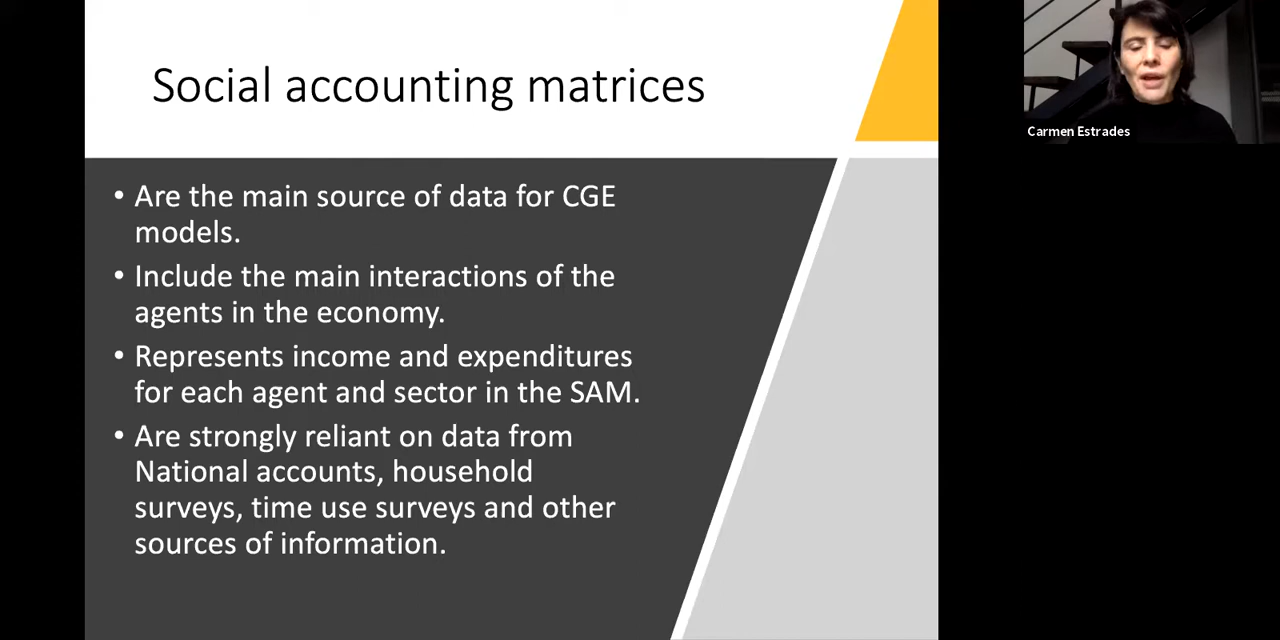 Social accounting matrices
• Are the main source of data for CGE
models.
• Include the main interactions of the
agents in the economy.
• Represents income and expenditures
for each agent and sector in the SAM.
• Are strongly reliant on data from
National accounts, household
surveys, time use surveys and other
sources of information.
Carmen Estrades